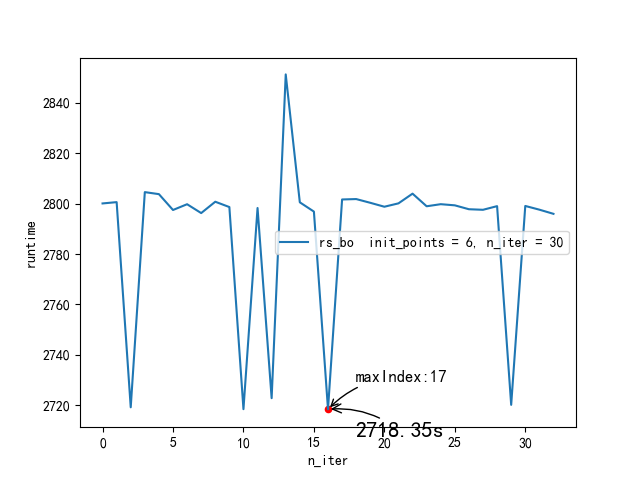 2840
2820
2800
2780
2760
2740
2720
runtime
rs_bo  init_points = 6, n_iter = 30
maxIndex:17
2718.35s
0 5 10 15 20 25 30
n_iter